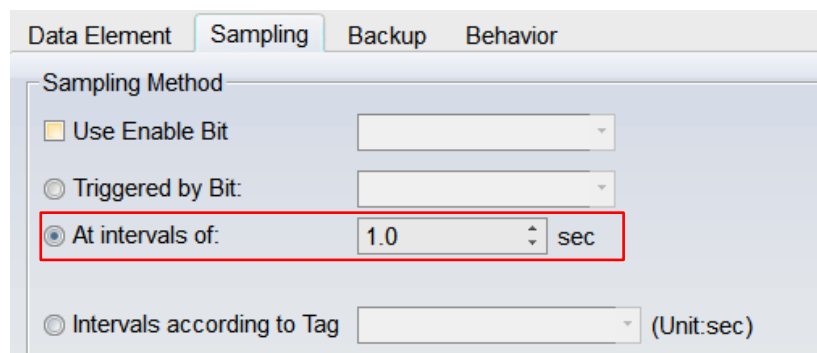 Data Element Sampling Backup Behavior
Sampling Method
Use Enable Bit
Triggered by Bit:
At intervals of: 1.0 sec
Intervals according to Tag (Unit:sec)